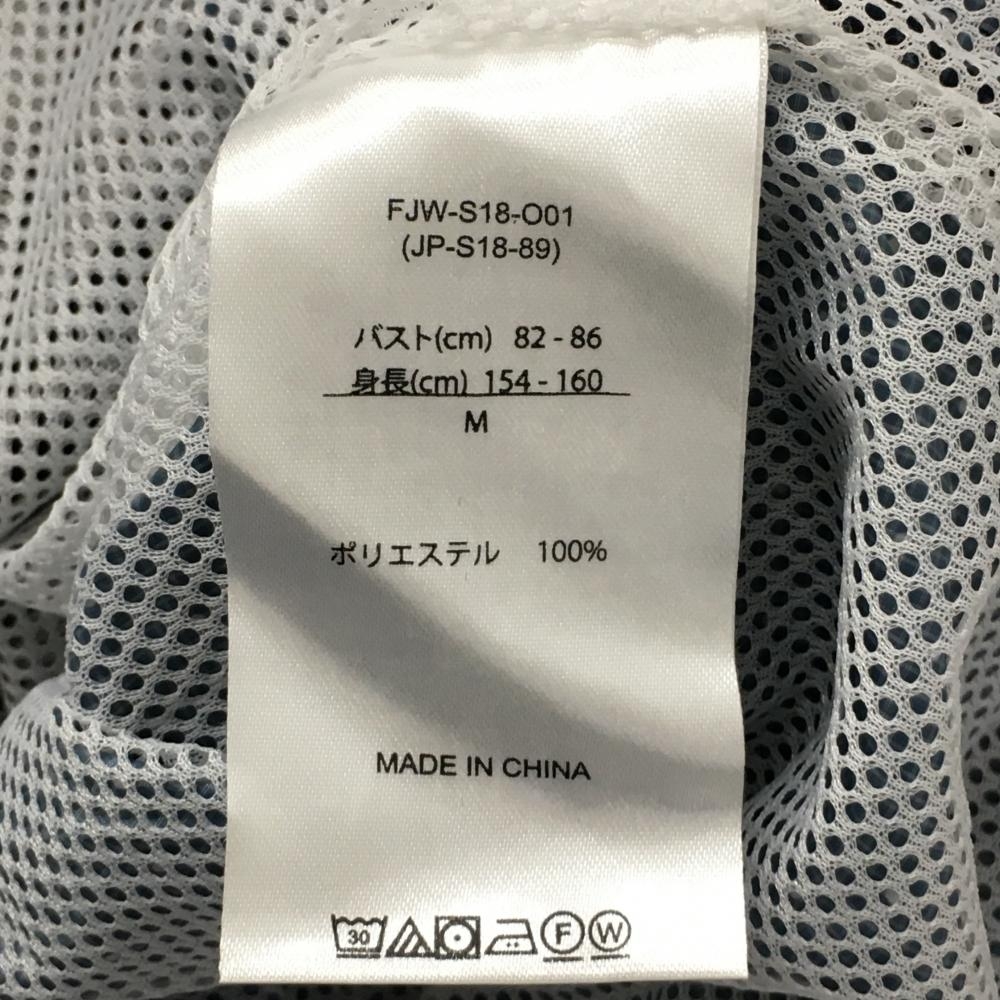 FJW-S18-O01
(JP-S18-89)
バスト(cm) 82 - 86
身長(cm) 154 - 160
M
ポリエステル 100%
MADE IN CHINA
30 F W